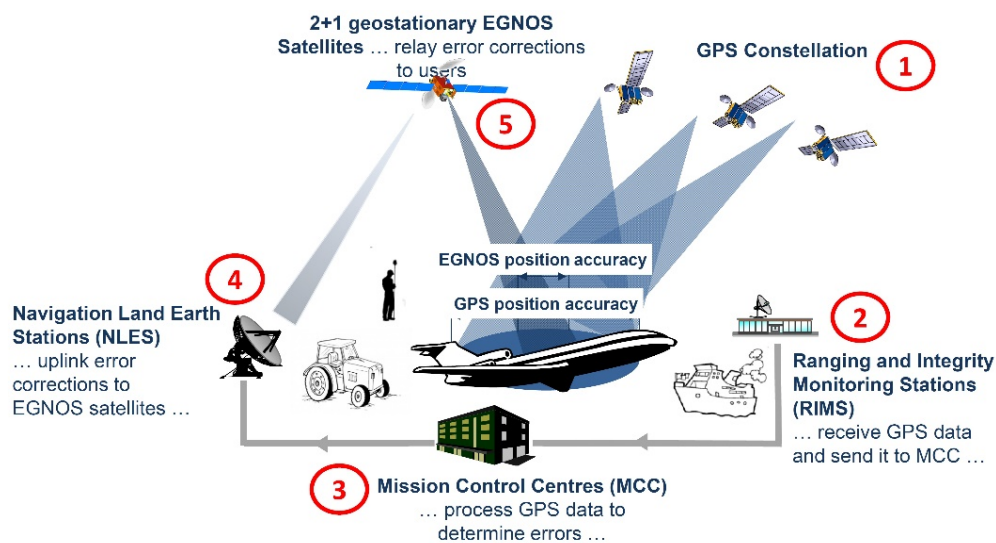 2+1 geostationary EGNOS
Satellites … relay error corrections
to users
GPS Constellation
1
5
EGNOS position accuracy
GPS position accuracy
4
Navigation Land Earth
Stations (NLES)
… uplink error
corrections to
EGNOS satellites …
2
Ranging and Integrity
Monitoring Stations
(RIMS)
… receive GPS data
and send it to MCC …
3
Mission Control Centres (MCC)
… process GPS data to
determine errors …